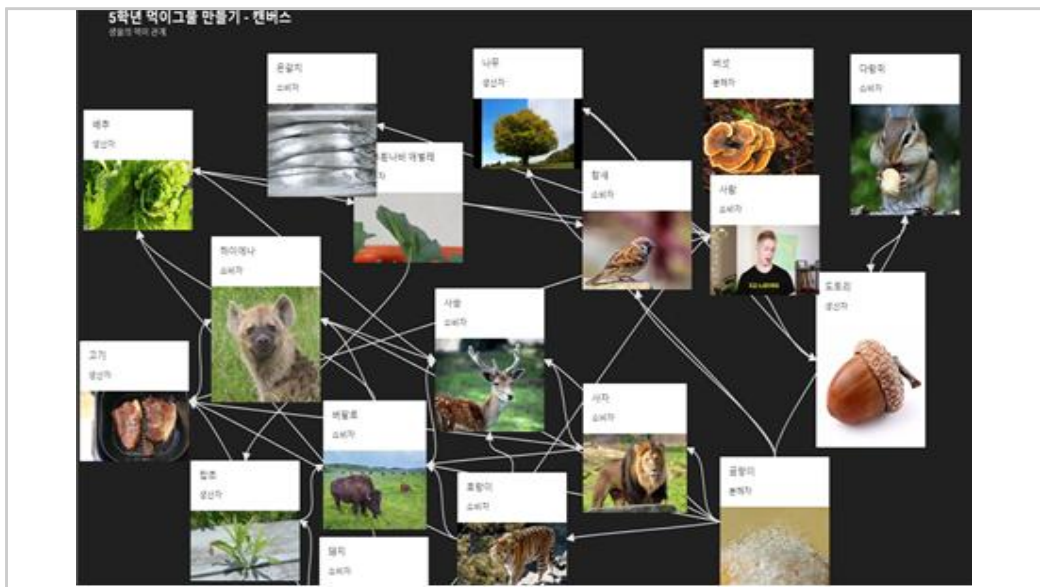 5학년 먹이그물 만들기 - 캔버스
생물의 먹이 관계
은갈치
소비자
나무
생산자
버섯
분해자
다람쥐
소비자
배추
생산자
흰나비 애벌레
참새
소비자
사람
소비자
하이에나
소비자
사슴
소비자
도토리
생산자
고기
생산자
버팔로
소비자
사자
소비자
잡초
생산자
호랑이
소비자
곰팡이
분해자
돼지
소비자